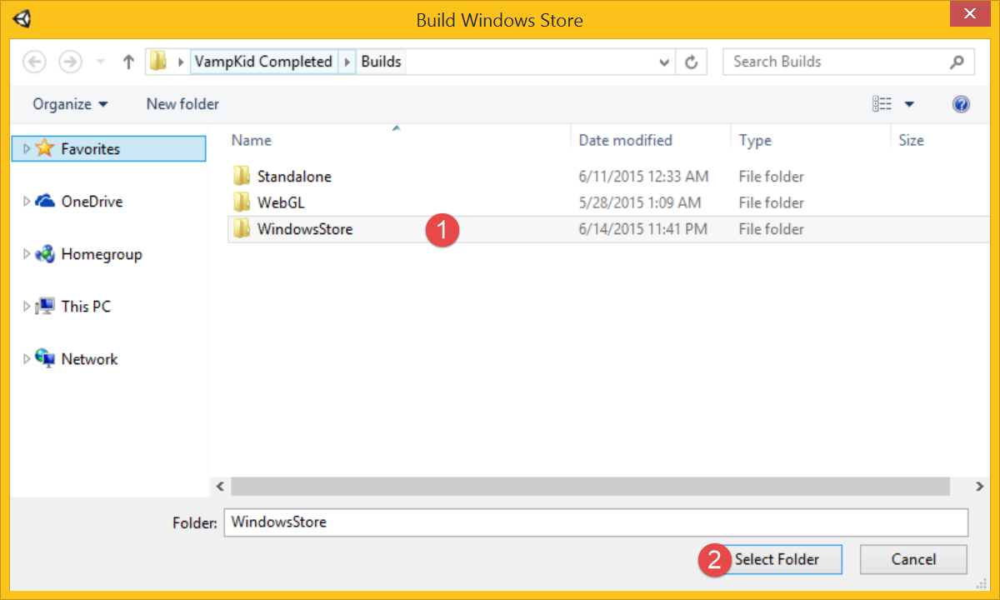 Build Windows Store
VampKid Completed Builds
Search Builds
Organize New folder
Favorites
OneDrive
Homegroup
This PC
Network
Name Date modified Type Size
Standalone 6/11/2015 12:33 AM File folder
WebGL 5/28/2015 1:09 AM File folder
WindowsStore 1 6/14/2015 11:41 PM File folder
Folder: WindowsStore
2 Select Folder Cancel